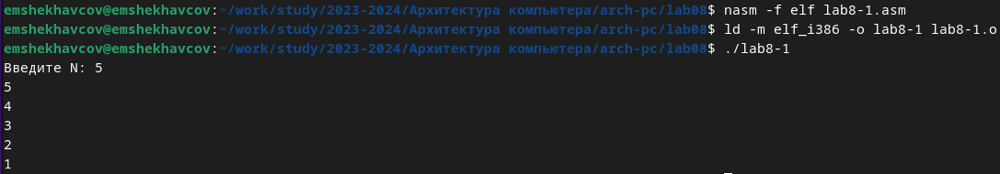 emshekhavcov@emshekhavcov:~/work/study/2023-2024/Архитектура компьютера/arch-pc/lab08$ nasm -f elf lab8-1.asm
emshekhavcov@emshekhavcov:~/work/study/2023-2024/Архитектура компьютера/arch-pc/lab08$ ld -m elf_i386 -o lab8-1 lab8-1.o
emshekhavcov@emshekhavcov:~/work/study/2023-2024/Архитектура компьютера/arch-pc/lab08$ ./lab8-1
Введите N: 5
5
4
3
2
1